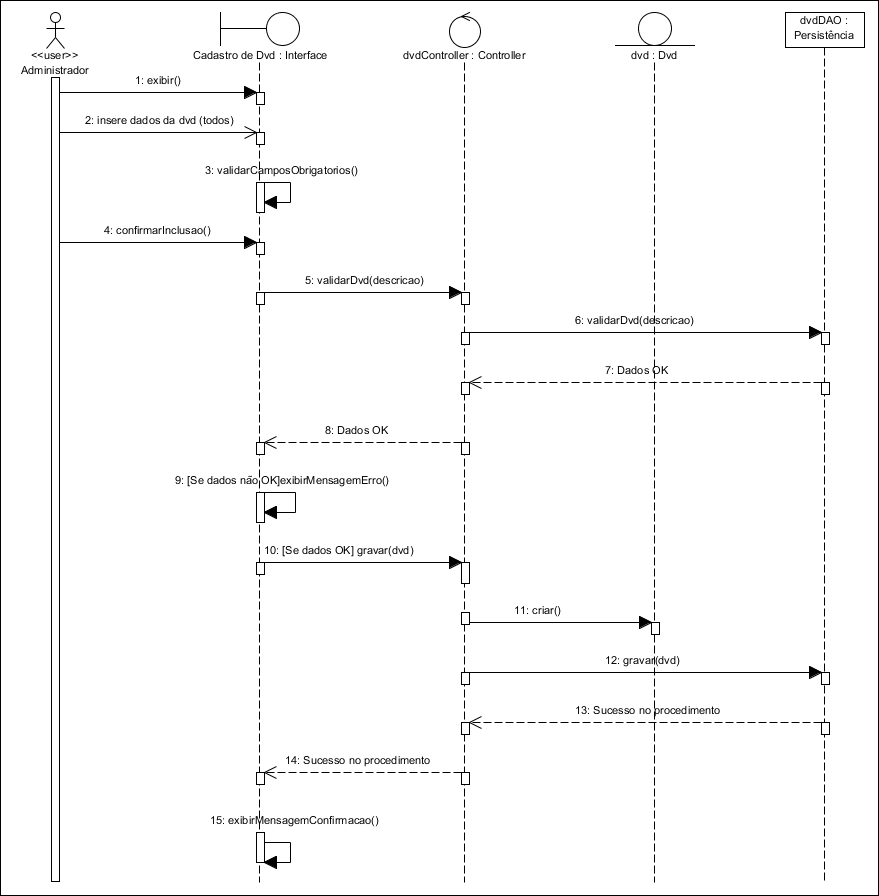 dvdDAO :
Persistência
<<user>>
Administrador
Cadastro de Dvd : Interface
dvdController : Controller
dvd : Dvd
1: exibir()
2: insere dados da dvd (todos)
3: validarCamposObrigatorios()
4: confirmarInclusao()
5: validarDvd(descricao)
6: validarDvd(descricao)
7: Dados OK
8: Dados OK
9: [Se dados não OK]exibirMensagemErro()
10: [Se dados OK] gravar(dvd)
11: criar()
12: gravar(dvd)
13: Sucesso no procedimento
14: Sucesso no procedimento
15: exibirMensagemConfirmacao()